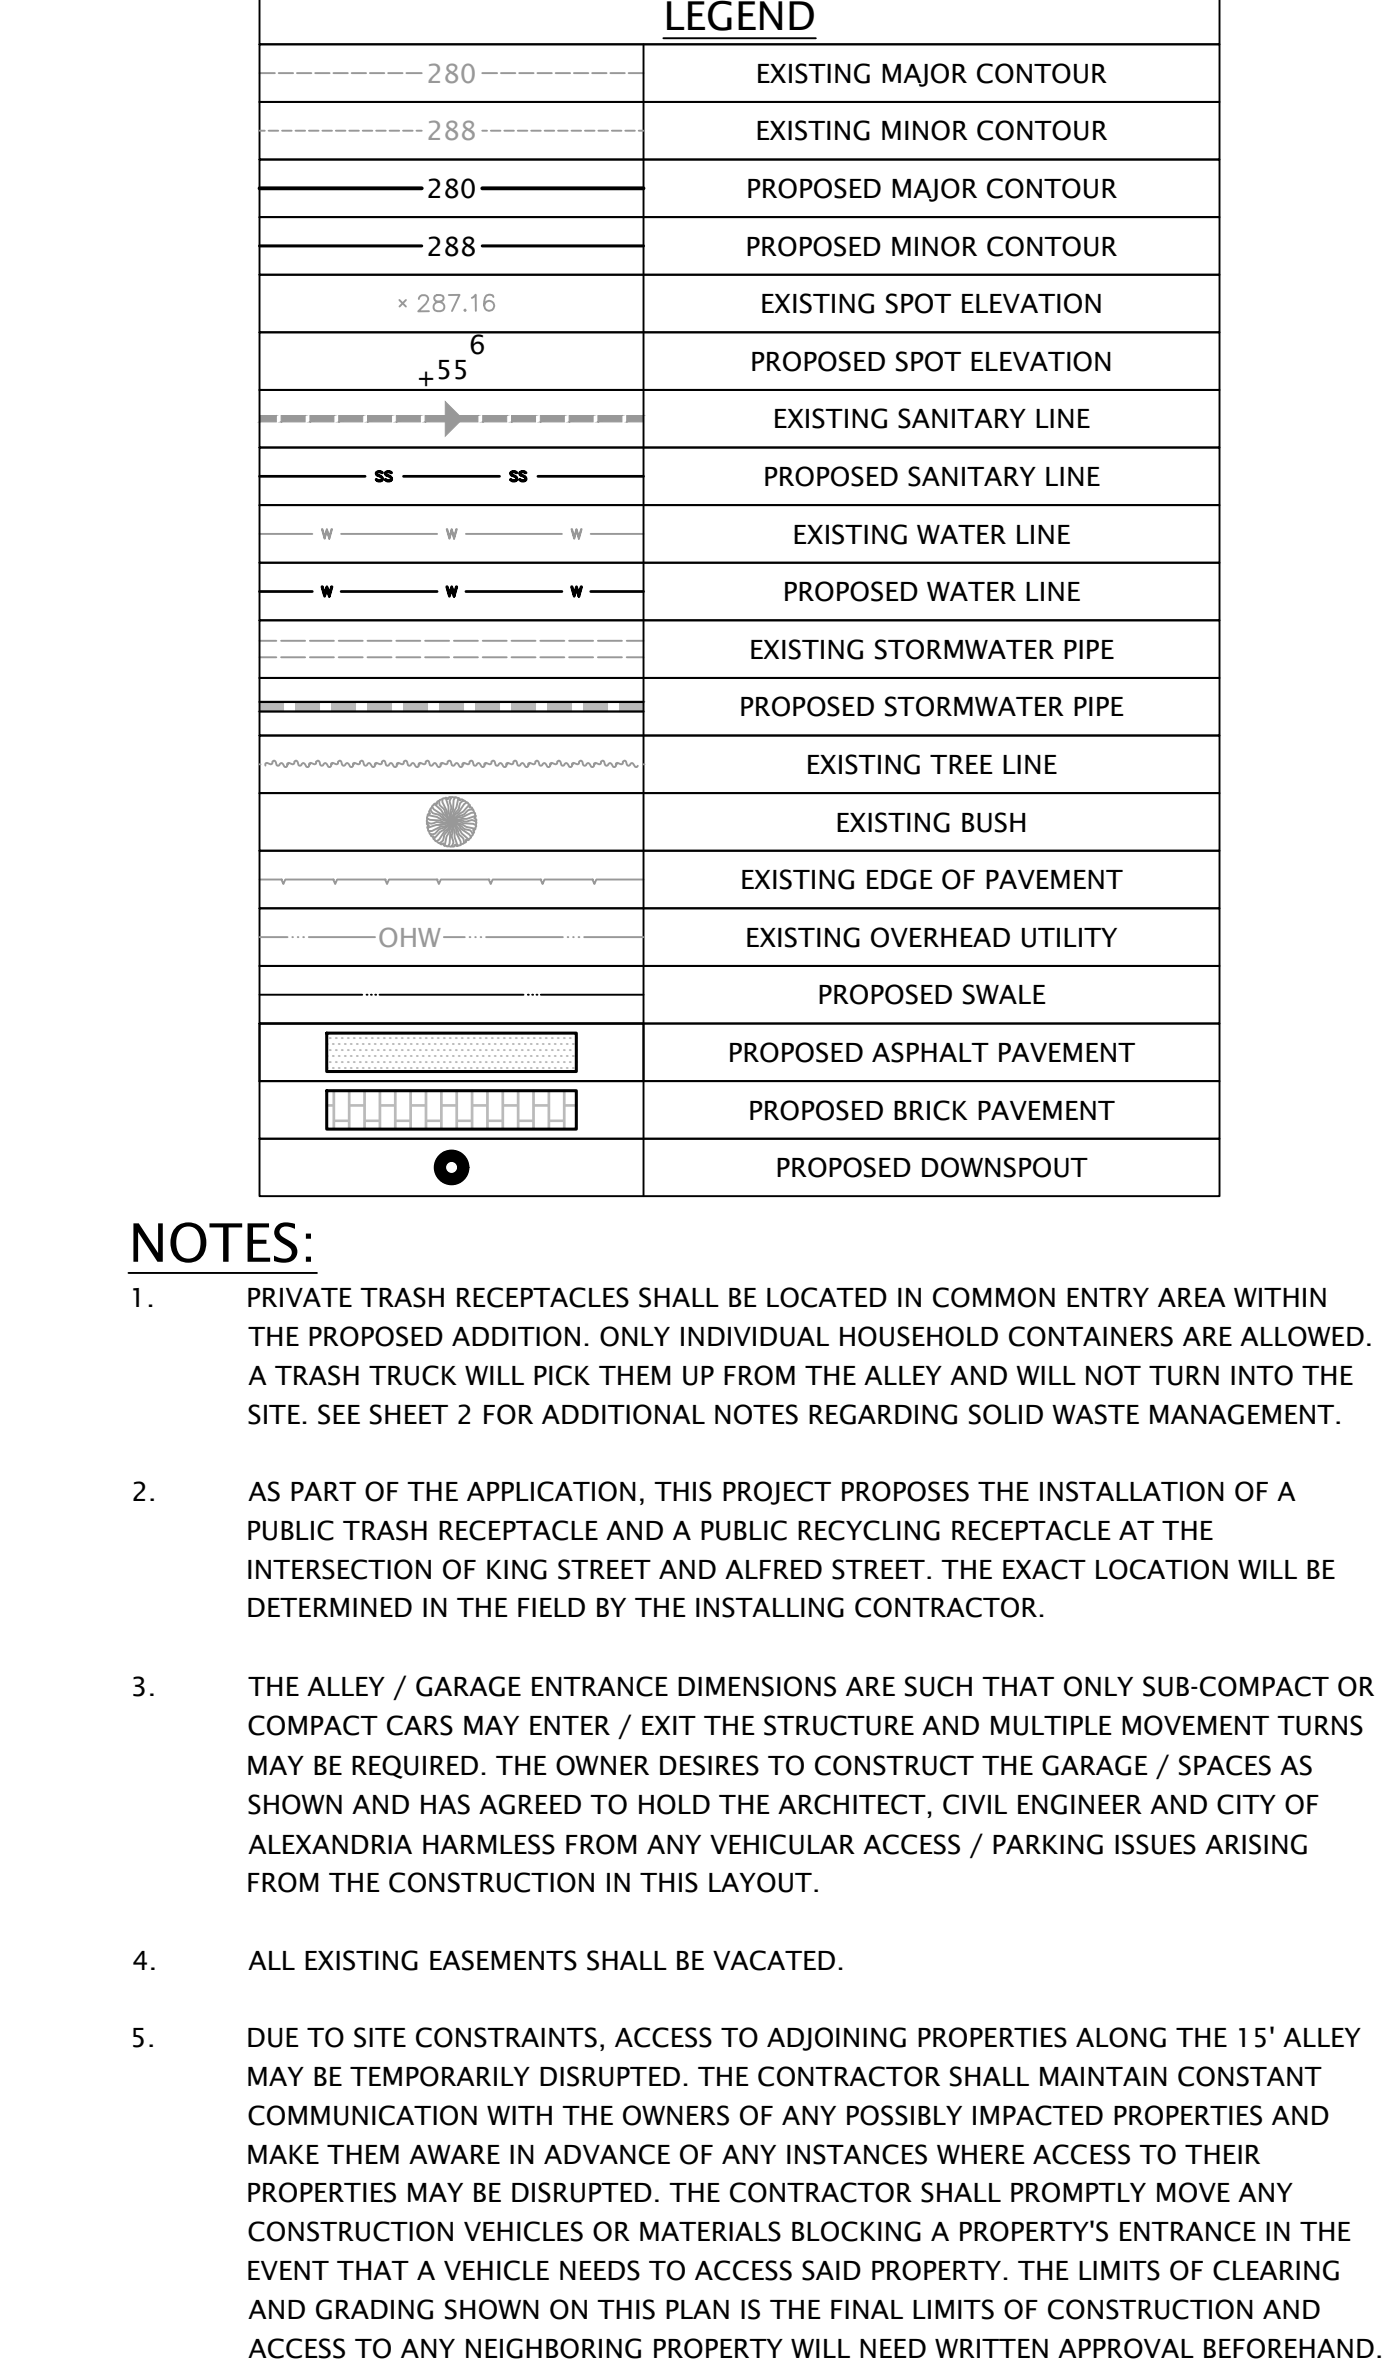 LEGEND
280 EXISTING MAJOR CONTOUR
288 EXISTING MINOR CONTOUR
280 PROPOSED MAJOR CONTOUR
288 PROPOSED MINOR CONTOUR
× 287.16 EXISTING SPOT ELEVATION
+55 6 PROPOSED SPOT ELEVATION
EXISTING SANITARY LINE
SS SS PROPOSED SANITARY LINE
W W W EXISTING WATER LINE
W W W PROPOSED WATER LINE
EXISTING STORMWATER PIPE
PROPOSED STORMWATER PIPE
EXISTING TREE LINE
EXISTING BUSH
EXISTING EDGE OF PAVEMENT
OHW EXISTING OVERHEAD UTILITY
PROPOSED SWALE
PROPOSED ASPHALT PAVEMENT
PROPOSED BRICK PAVEMENT
PROPOSED DOWNSPOUT
NOTES:
1. PRIVATE TRASH RECEPTACLES SHALL BE LOCATED IN COMMON ENTRY AREA WITHIN
THE PROPOSED ADDITION. ONLY INDIVIDUAL HOUSEHOLD CONTAINERS ARE ALLOWED.
A TRASH TRUCK WILL PICK THEM UP FROM THE ALLEY AND WILL NOT TURN INTO THE
SITE. SEE SHEET 2 FOR ADDITIONAL NOTES REGARDING SOLID WASTE MANAGEMENT.
2. AS PART OF THE APPLICATION, THIS PROJECT PROPOSES THE INSTALLATION OF A
PUBLIC TRASH RECEPTACLE AND A PUBLIC RECYCLING RECEPTACLE AT THE
INTERSECTION OF KING STREET AND ALFRED STREET. THE EXACT LOCATION WILL BE
DETERMINED IN THE FIELD BY THE INSTALLING CONTRACTOR.
3. THE ALLEY / GARAGE ENTRANCE DIMENSIONS ARE SUCH THAT ONLY SUB-COMPACT OR
COMPACT CARS MAY ENTER / EXIT THE STRUCTURE AND MULTIPLE MOVEMENT TURNS
MAY BE REQUIRED. THE OWNER DESIRES TO CONSTRUCT THE GARAGE / SPACES AS
SHOWN AND HAS AGREED TO HOLD THE ARCHITECT, CIVIL ENGINEER AND CITY OF
ALEXANDRIA HARMLESS FROM ANY VEHICULAR ACCESS / PARKING ISSUES ARISING
FROM THE CONSTRUCTION IN THIS LAYOUT.
4. ALL EXISTING EASEMENTS SHALL BE VACATED.
5. DUE TO SITE CONSTRAINTS, ACCESS TO ADJOINING PROPERTIES ALONG THE 15' ALLEY
MAY BE TEMPORARILY DISRUPTED. THE CONTRACTOR SHALL MAINTAIN CONSTANT
COMMUNICATION WITH THE OWNERS OF ANY POSSIBLY IMPACTED PROPERTIES AND
MAKE THEM AWARE IN ADVANCE OF ANY INSTANCES WHERE ACCESS TO THEIR
PROPERTIES MAY BE DISRUPTED. THE CONTRACTOR SHALL PROMPTLY MOVE ANY
CONSTRUCTION VEHICLES OR MATERIALS BLOCKING A PROPERTY'S ENTRANCE IN THE
EVENT THAT A VEHICLE NEEDS TO ACCESS SAID PROPERTY. THE LIMITS OF CLEARING
AND GRADING SHOWN ON THIS PLAN IS THE FINAL LIMITS OF CONSTRUCTION AND
ACCESS TO ANY NEIGHBORING PROPERTY WILL NEED WRITTEN APPROVAL BEFOREHAND.